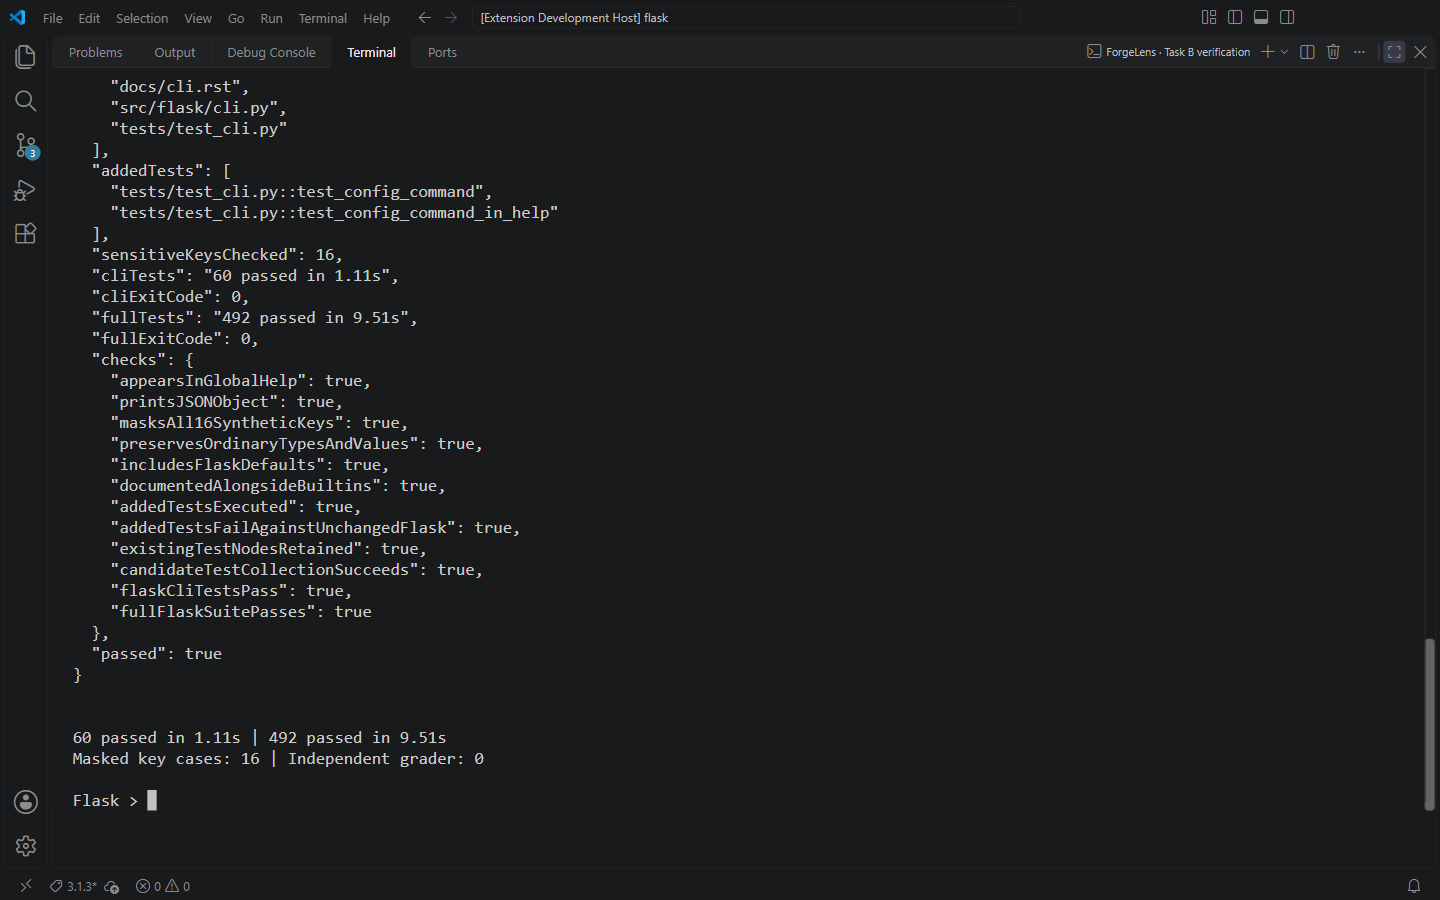 File Edit Selection View Go Run Terminal Help
[Extension Development Host] flask
Problems Output Debug Console Terminal Ports
ForgeLens · Task B verification
"docs/cli.rst",
"src/flask/cli.py",
"tests/test_cli.py"
],
"addedTests": [
"tests/test_cli.py::test_config_command",
"tests/test_cli.py::test_config_command_in_help"
],
"sensitiveKeysChecked": 16,
"cliTests": "60 passed in 1.11s",
"cliExitCode": 0,
"fullTests": "492 passed in 9.51s",
"fullExitCode": 0,
"checks": {
"appearsInGlobalHelp": true,
"printsJSONObject": true,
"masksAll16SyntheticKeys": true,
"preservesOrdinaryTypesAndValues": true,
"includesFlaskDefaults": true,
"documentedAlongsideBuiltins": true,
"addedTestsExecuted": true,
"addedTestsFailAgainstUnchangedFlask": true,
"existingTestNodesRetained": true,
"candidateTestCollectionSucceeds": true,
"flaskCliTestsPass": true,
"fullFlaskSuitePasses": true
},
"passed": true
}
60 passed in 1.11s | 492 passed in 9.51s
Masked key cases: 16 | Independent grader: 0
Flask >
3
3.1.3* 0 0